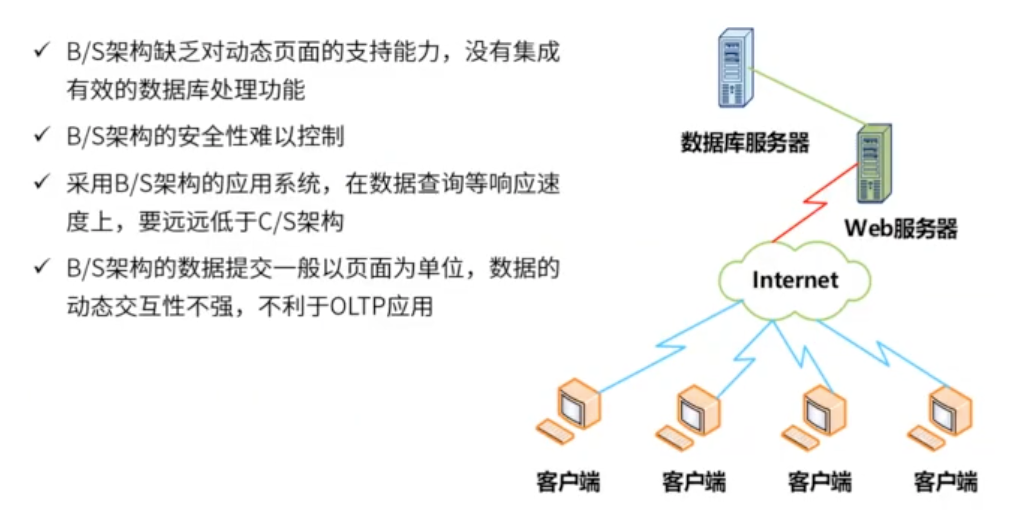 ✓ B/S架构缺乏对动态页面的支持能力，没有集成
有效的数据库处理功能
✓ B/S架构的安全性难以控制
✓ 采用B/S架构的应用系统，在数据查询等响应速
度上，要远远低于C/S架构
✓ B/S架构的数据提交一般以页面为单位，数据的
动态交互性不强，不利于OLTP应用
数据库服务器
Web服务器
Internet
客户端
客户端
客户端
客户端